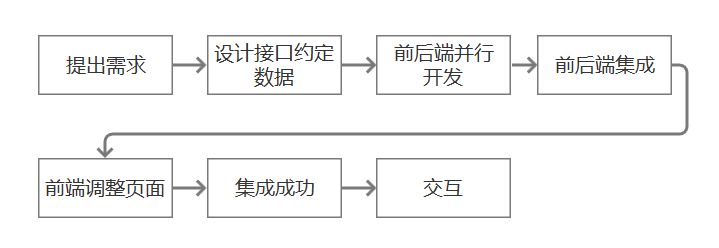 提出需求
设计接口约定
数据
前后端并行
开发
前后端集成
前端调整页面
集成成功
交互